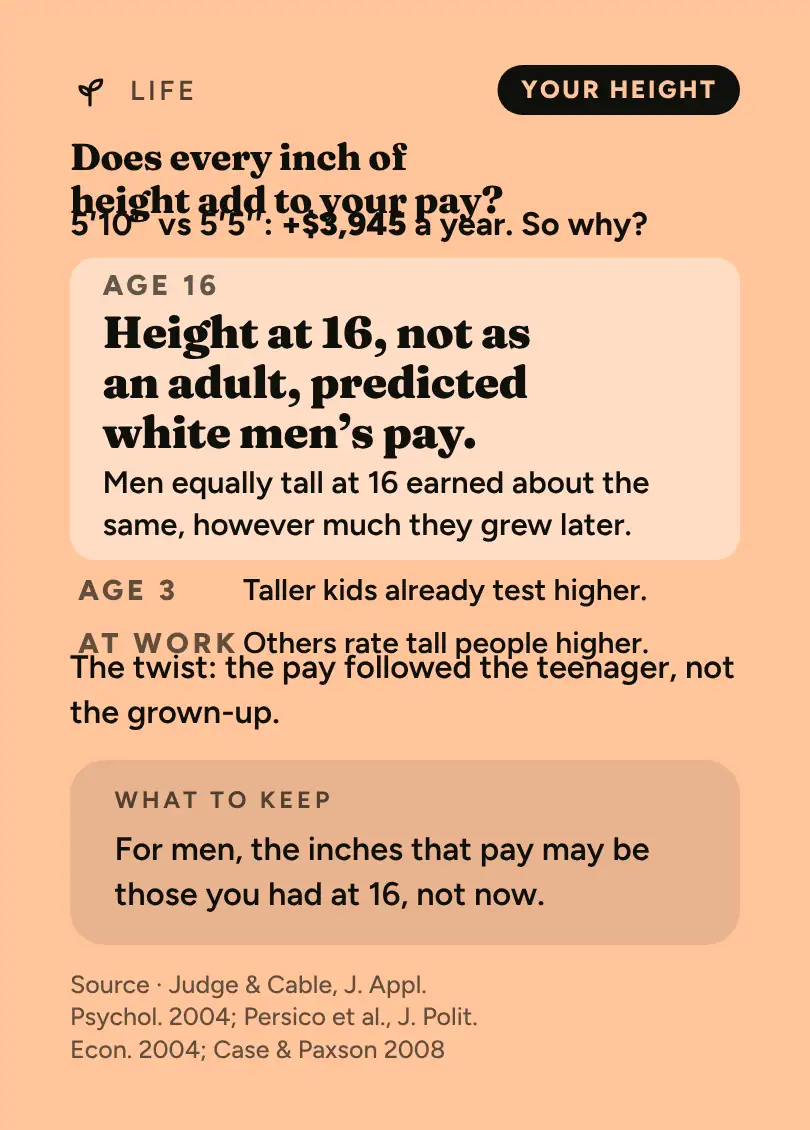 LIFE
YOUR HEIGHT
Does every inch of
height add to your pay?
5′10″ vs 5′5″: +$3,945 a year. So why?
AGE 16
Height at 16, not as
an adult, predicted
white men’s pay.
Men equally tall at 16 earned about the
same, however much they grew later.
AGE 3 Taller kids already test higher.
AT WORK Others rate tall people higher.
The twist: the pay followed the teenager, not
the grown-up.
WHAT TO KEEP
For men, the inches that pay may be
those you had at 16, not now.
Source · Judge & Cable, J. Appl.
Psychol. 2004; Persico et al., J. Polit.
Econ. 2004; Case & Paxson 2008